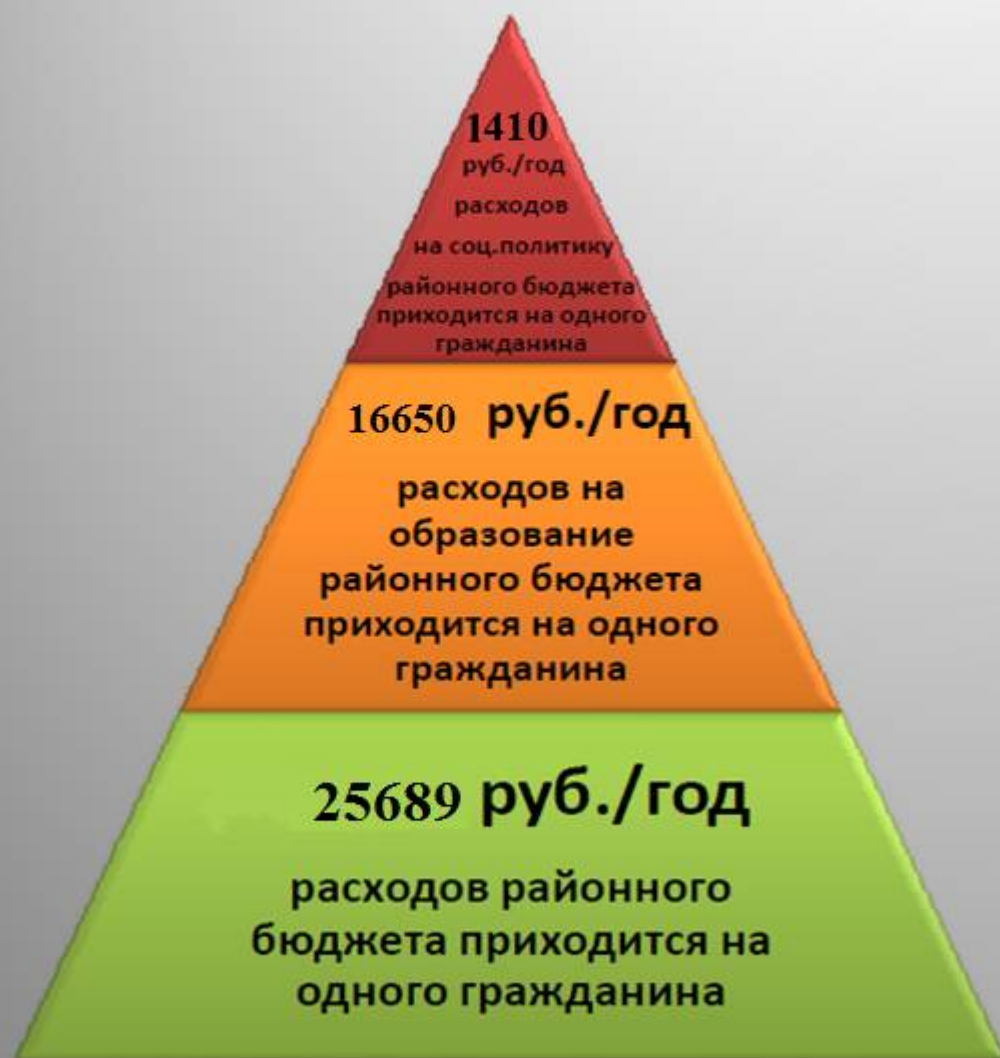 1410
руб./год
расходов
на соц.политику
районного бюджета
приходится на одного
гражданина
16650 руб./год
расходов на
образование
районного бюджета
приходится на одного
гражданина
25689 руб./год
расходов районного
бюджета приходится на
одного гражданина